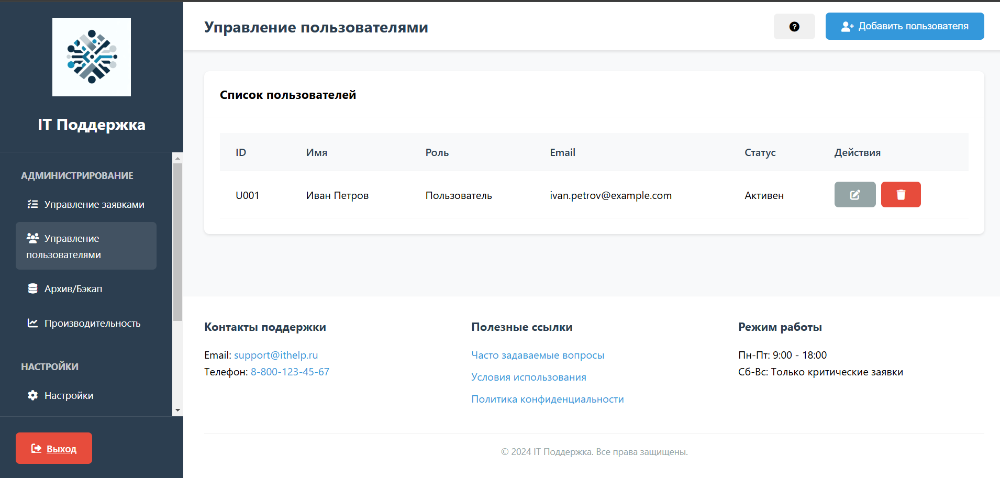 IT Поддержка
АДМИНИСТРИРОВАНИЕ
Управление заявками
Управление
пользователями
Архив/Бэкап
Производительность
НАСТРОЙКИ
Настройки
Выход
Управление пользователями
?
Добавить пользователя
Список пользователей
ID Имя Роль Email Статус Действия
U001 Иван Петров Пользователь ivan.petrov@example.com Активен
Контакты поддержки
Email: support@ithelp.ru
Телефон: 8-800-123-45-67
Полезные ссылки
Часто задаваемые вопросы
Условия использования
Политика конфиденциальности
Режим работы
Пн-Пт: 9:00 - 18:00
Сб-Вс: Только критические заявки
© 2024 IT Поддержка. Все права защищены.